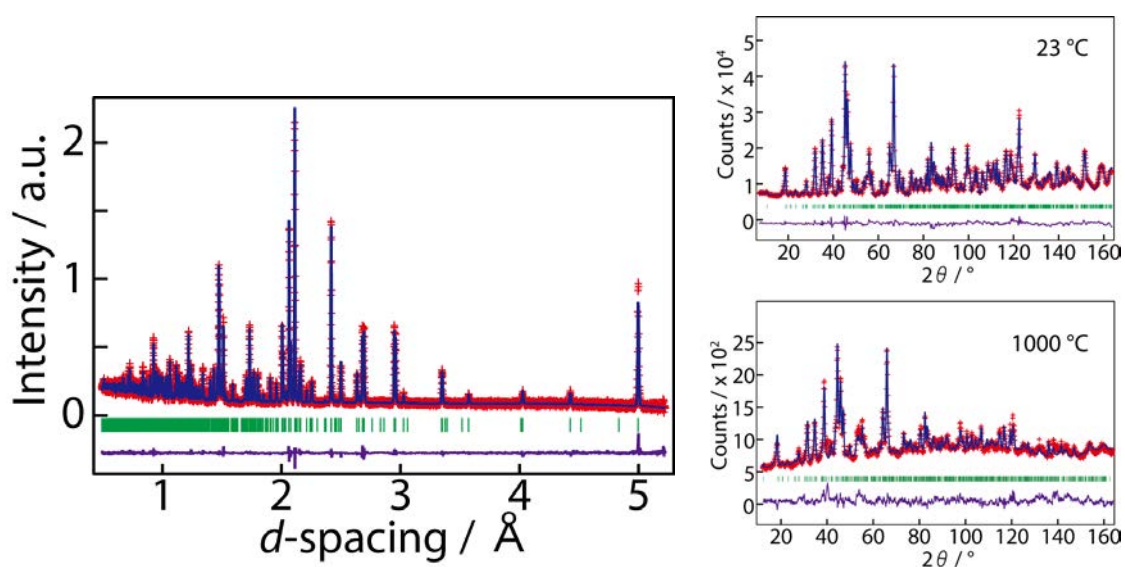 Intensity / a.u.
2
1
0
1 2 3 4 5
d-spacing / Å
23 °C
Counts / x 10⁴
5
4
3
2
1
0
20 40 60 80 100 120 140 160
2θ / °
1000 °C
Counts / x 10²
25
20
15
10
5
5
0
20 40 60 80 100 120 140 160
2θ / °